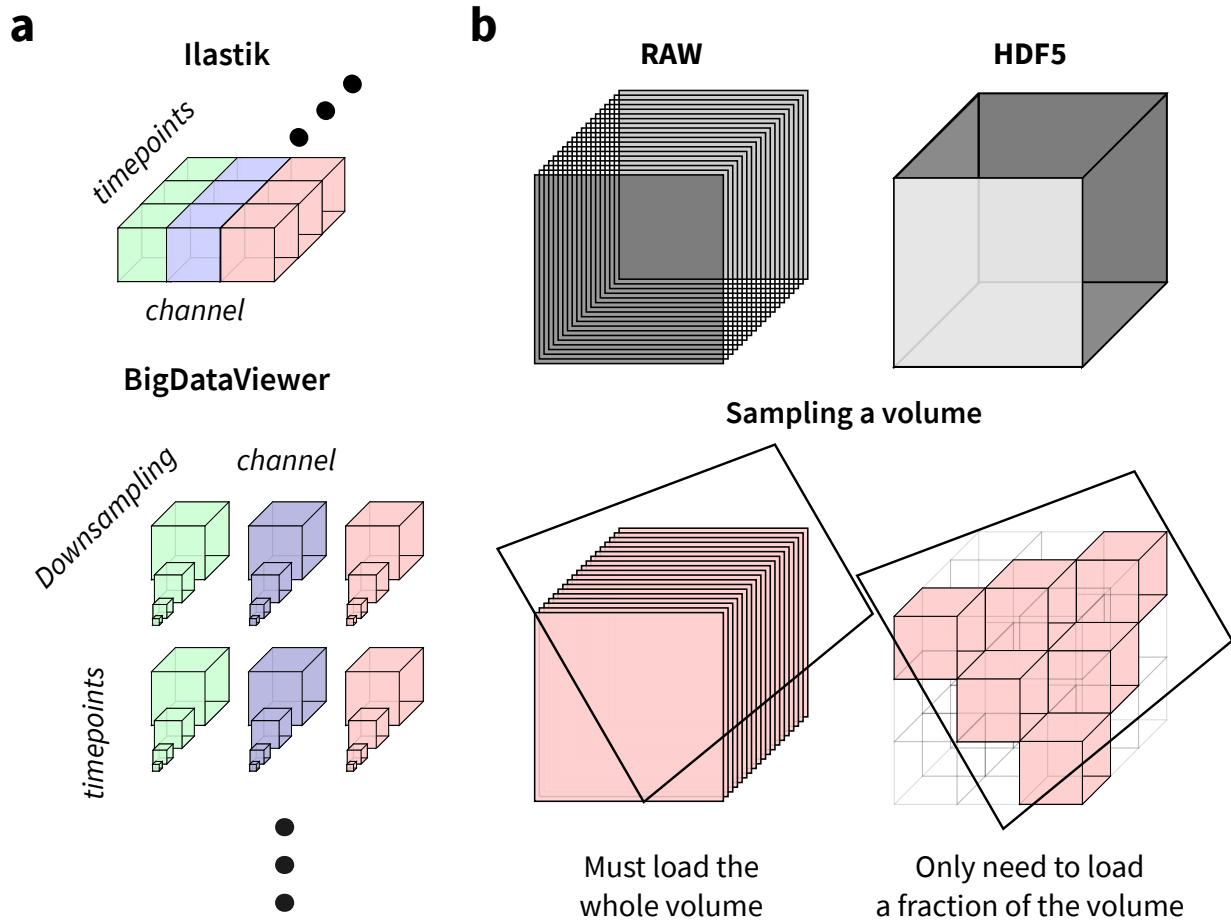 a
Ilastik
timepoints
channel
BigDataViewer
Downsampling
channel
timepoints
b
RAW
HDF5
Sampling a volume
Must load the
whole volume
Only need to load
a fraction of the volume